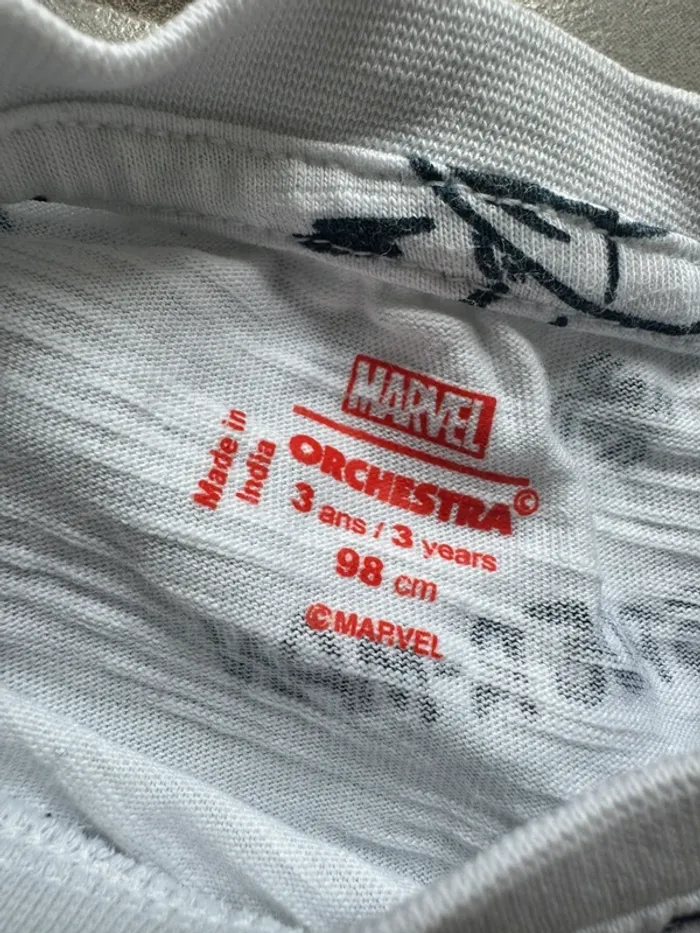 MARVEL
ORCHESTRA©
3 ans / 3 years
98 cm
©MARVEL
Made in
India